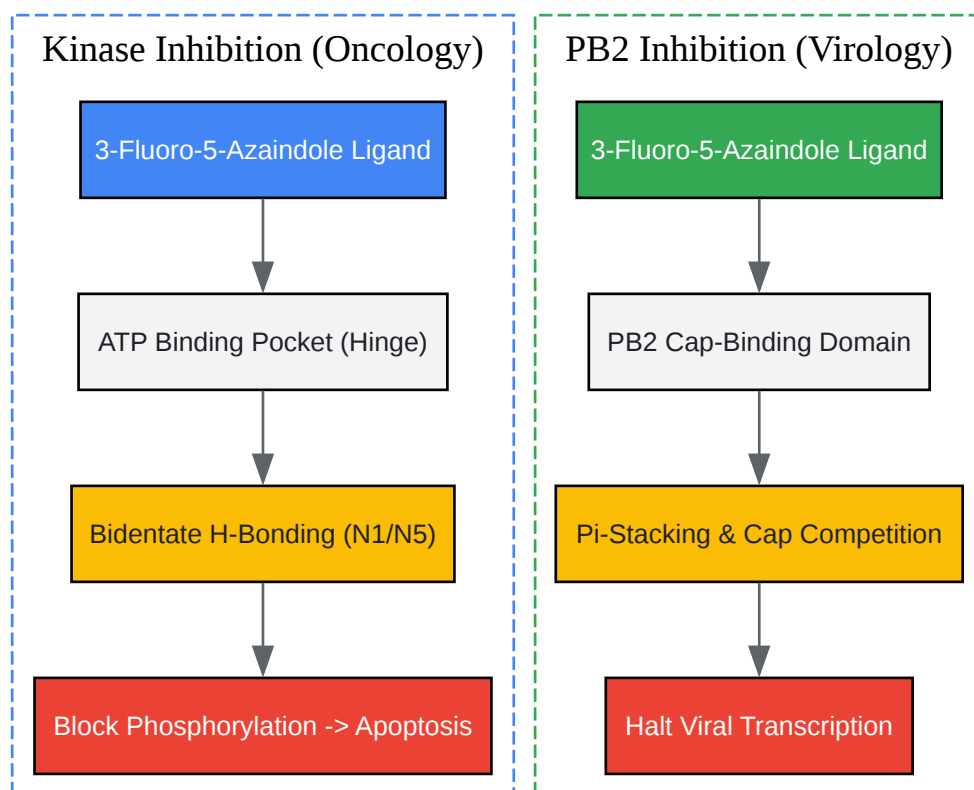 Kinase Inhibition (Oncology)
3-Fluoro-5-Azaindole Ligand
ATP Binding Pocket (Hinge)
Bidentate H-Bonding (N1/N5)
Block Phosphorylation -> Apoptosis
PB2 Inhibition (Virology)
3-Fluoro-5-Azaindole Ligand
PB2 Cap-Binding Domain
Pi-Stacking & Cap Competition
Halt Viral Transcription